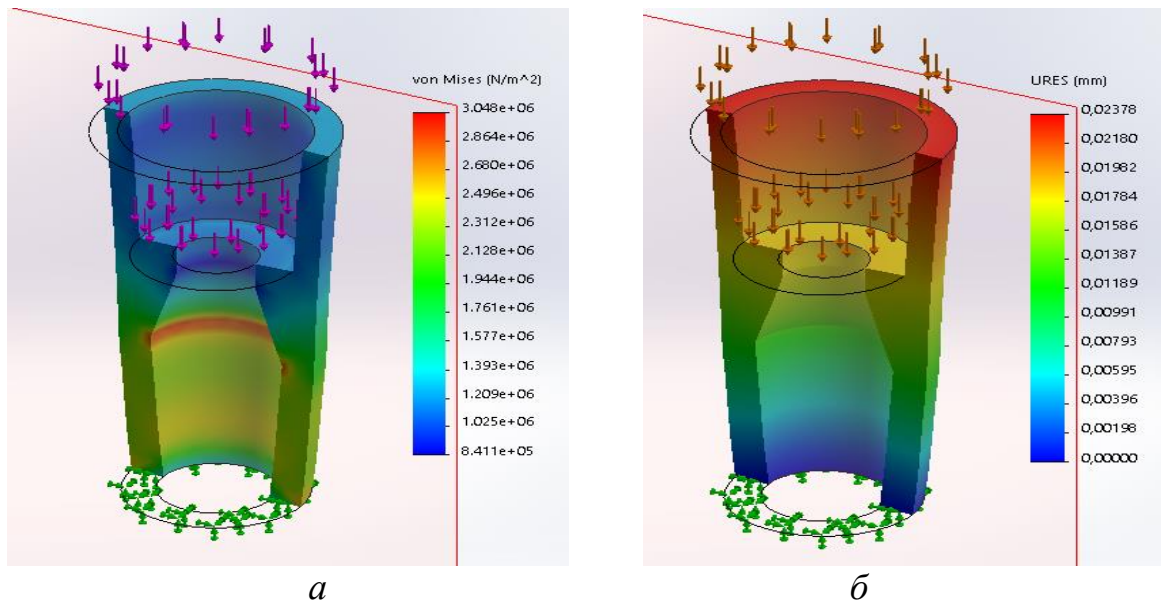 von Mises (N/m^2)
3.048e+06
2.864e+06
2.680e+06
2.496e+06
2.312e+06
2.128e+06
1.944e+06
1.761e+06
1.577e+06
1.393e+06
1.209e+06
1.025e+06
8.411e+05
а
URES (mm)
0,02378
0,02180
0,01982
0,01784
0,01586
0,01387
0,01189
0,00991
0,00793
0,00595
0,00396
0,00198
0,00000
б